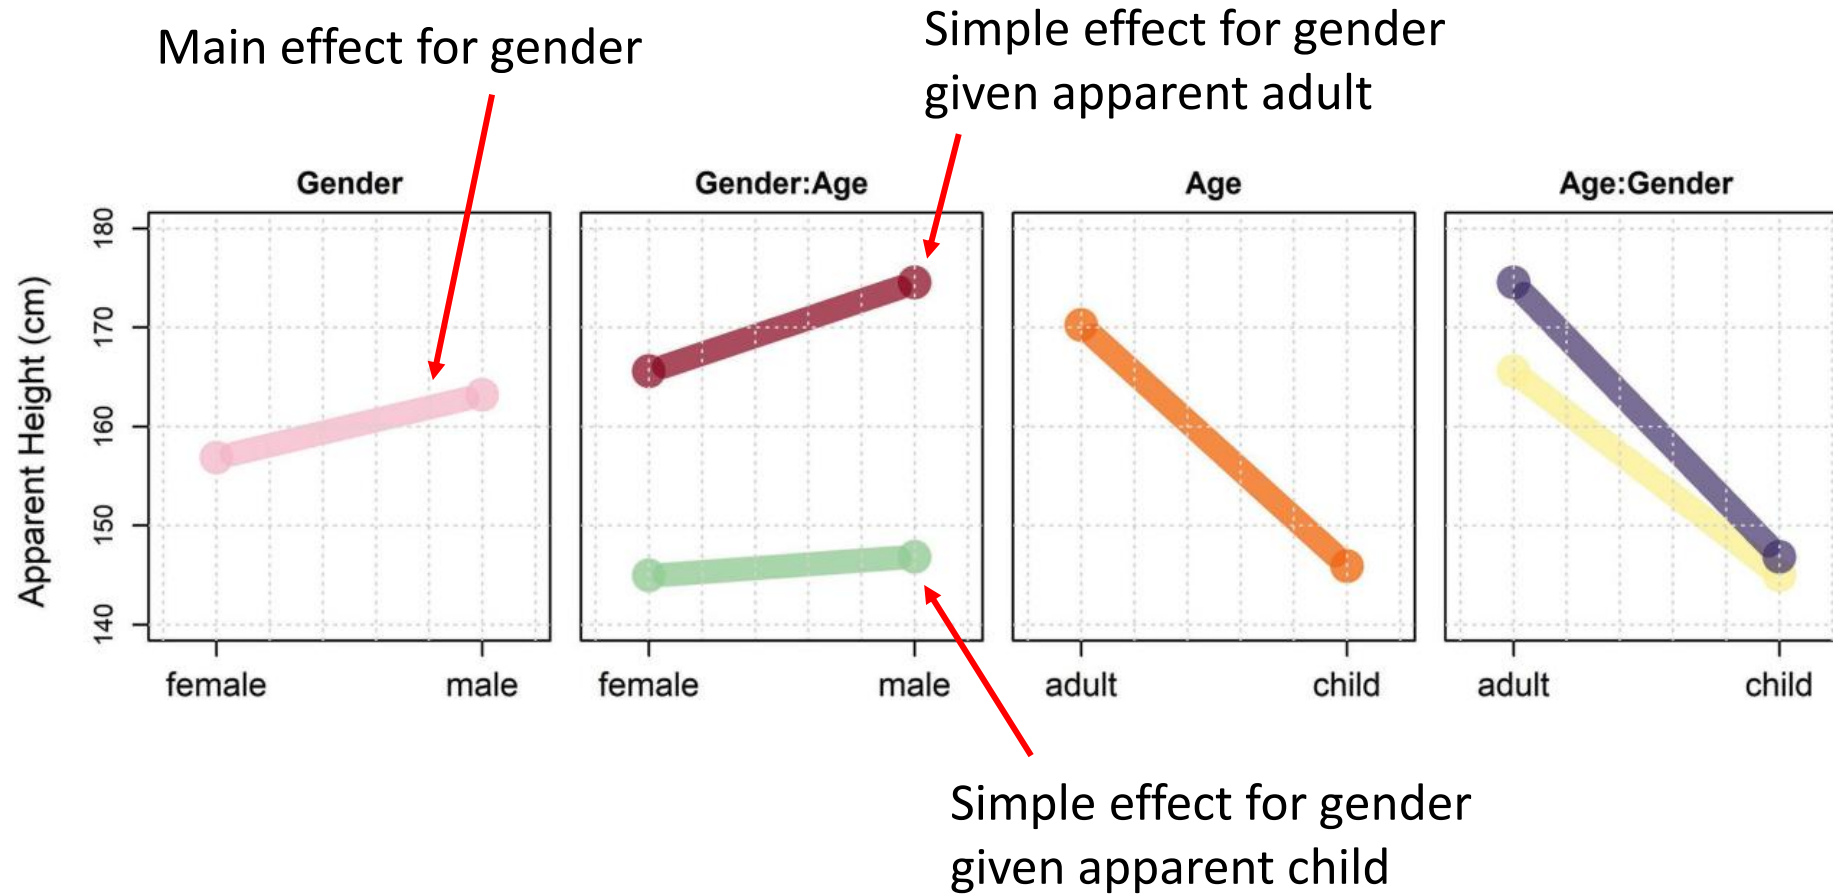 Main effect for gender
Simple effect for gender
given apparent adult
Gender
Gender:Age
Age
Age:Gender
Apparent Height (cm)
180
170
160
150
140
female
male
female
male
adult
child
adult
child
Simple effect for gender
given apparent child